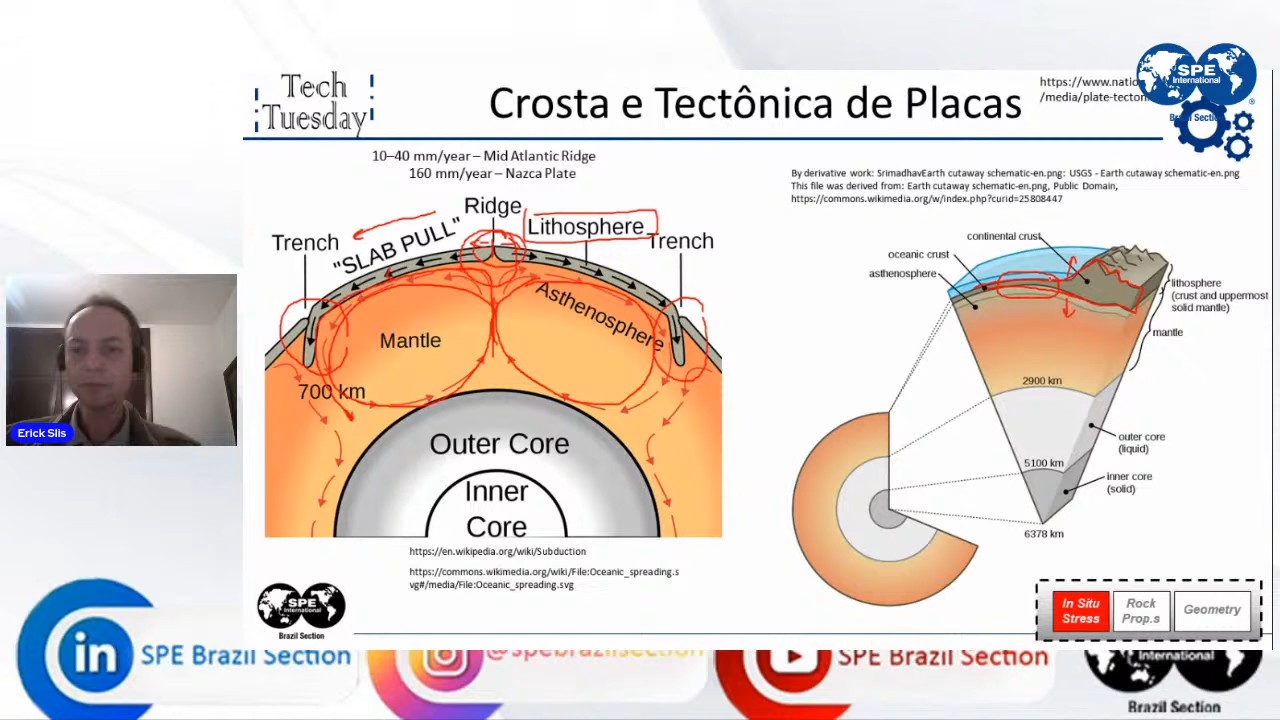 Tech
Tuesday
Crosta e Tectônica de Placas
https://www.natio
/media/plate-tecton
SPE
International
®
Brazil Section
10–40 mm/year – Mid Atlantic Ridge
160 mm/year – Nazca Plate
By derivative work: SrimadhavEarth cutaway schematic-en.png: USGS - Earth cutaway schematic-en.png
This file was derived from: Earth cutaway schematic-en.png, Public Domain,
https://commons.wikimedia.org/w/index.php?curid=25808447
Ridge
Trench
"SLAB PULL"
Lithosphere
Trench
Mantle
Asthenosphere
700 km
Outer Core
Inner
Core
continental crust
oceanic crust
asthenosphere
lithosphere
(crust and uppermost
solid mantle)
mantle
2900 km
outer core
(liquid)
5100 km
inner core
(solid)
6378 km
https://en.wikipedia.org/wiki/Subduction
https://commons.wikimedia.org/wiki/File:Oceanic_spreading.s
vg#/media/File:Oceanic_spreading.svg
Erick Slis
SPE
International
Brazil Section
In Situ
Stress
Rock
Prop.s
Geometry
in
SPE Brazil Section
@spebrazilsection
SPE Brazil Section
International
Brazil Section